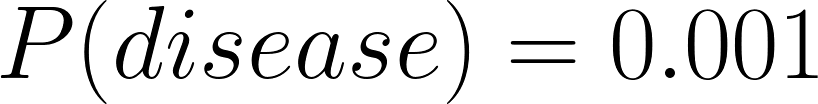 P(disease) = 0.001